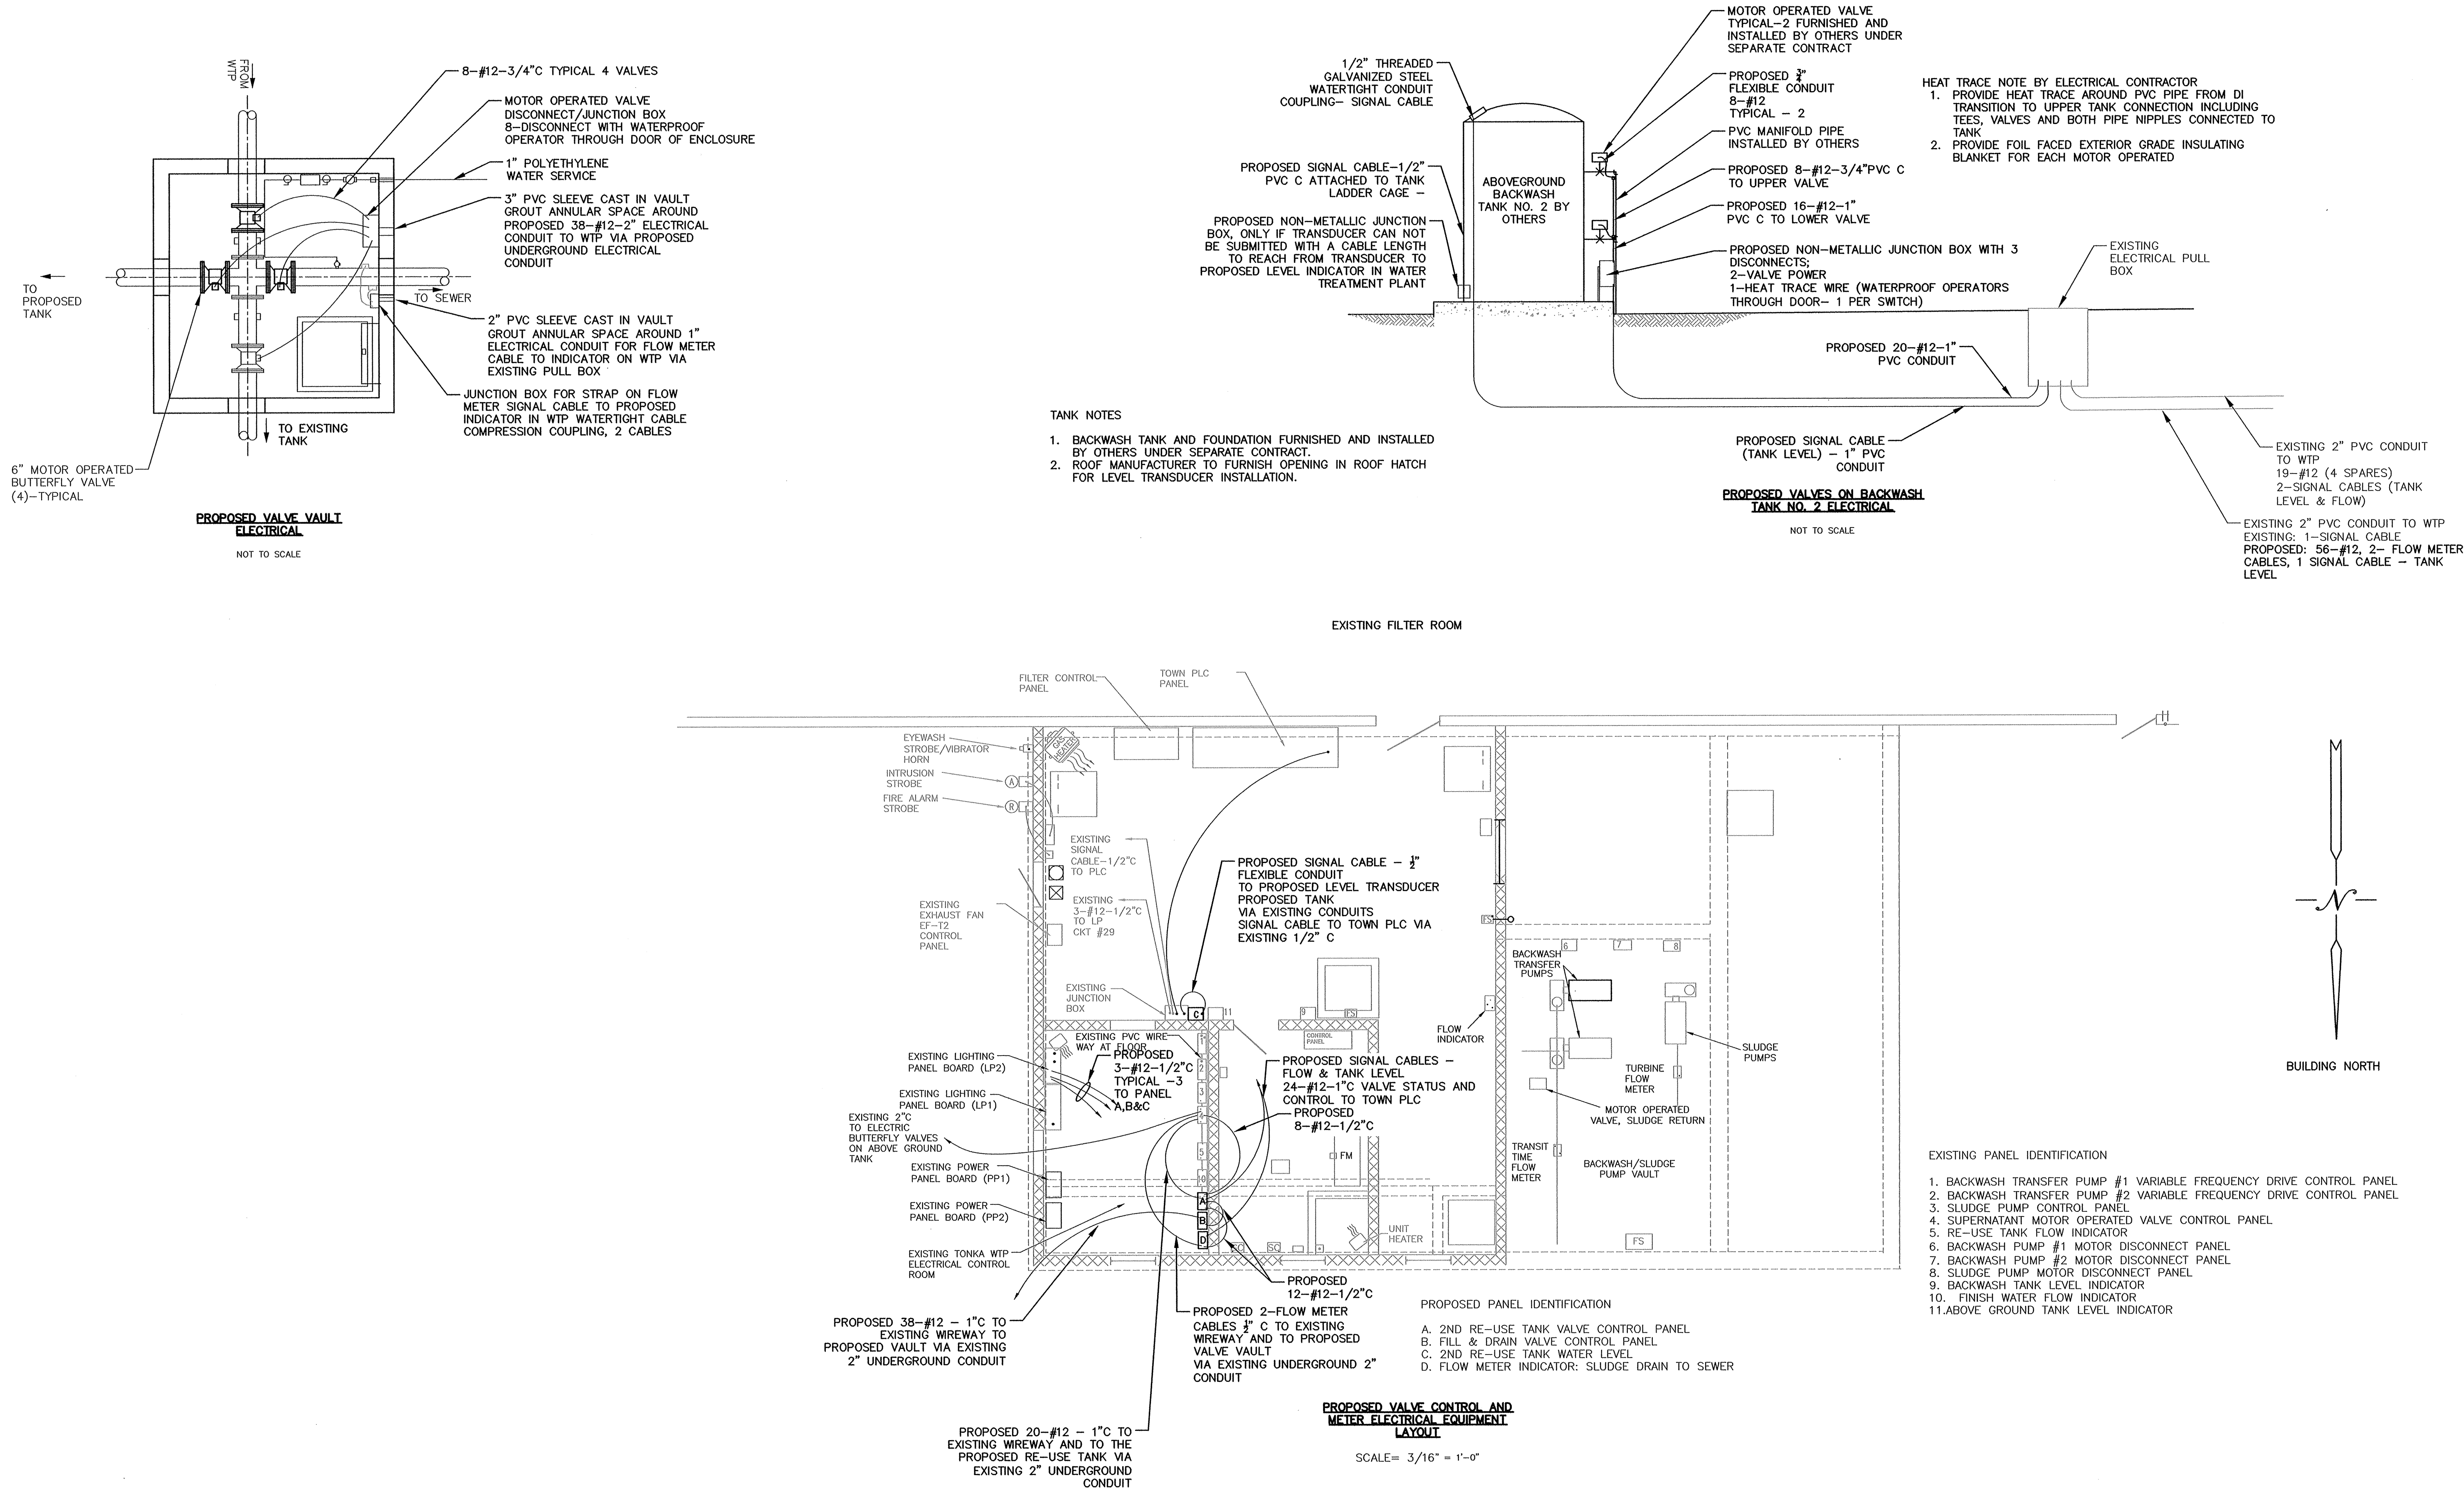 FROM
WTP
8-#12-3/4"C TYPICAL 4 VALVES
MOTOR OPERATED VALVE
DISCONNECT/JUNCTION BOX
8-DISCONNECT WITH WATERPROOF
OPERATOR THROUGH DOOR OF ENCLOSURE
1" POLYETHYLENE
WATER SERVICE
3" PVC SLEEVE CAST IN VAULT
GROUT ANNULAR SPACE AROUND
PROPOSED 38-#12-2" ELECTRICAL
CONDUIT TO WTP VIA PROPOSED
UNDERGROUND ELECTRICAL
CONDUIT
TO
PROPOSED
TANK
TO SEWER
2" PVC SLEEVE CAST IN VAULT
GROUT ANNULAR SPACE AROUND 1"
ELECTRICAL CONDUIT FOR FLOW METER
CABLE TO INDICATOR ON WTP VIA
EXISTING PULL BOX
JUNCTION BOX FOR STRAP ON FLOW
METER SIGNAL CABLE TO PROPOSED
INDICATOR IN WTP WATERTIGHT CABLE
COMPRESSION COUPLING, 2 CABLES
TO EXISTING
TANK
6" MOTOR OPERATED
BUTTERFLY VALVE
(4)-TYPICAL
PROPOSED VALVE VAULT
ELECTRICAL
NOT TO SCALE
1/2" THREADED
GALVANIZED STEEL
WATERTIGHT CONDUIT
COUPLING- SIGNAL CABLE
PROPOSED SIGNAL CABLE-1/2"
PVC C ATTACHED TO TANK
LADDER CAGE -
PROPOSED NON-METALLIC JUNCTION
BOX, ONLY IF TRANSDUCER CAN NOT
BE SUBMITTED WITH A CABLE LENGTH
TO REACH FROM TRANSDUCER TO
PROPOSED LEVEL INDICATOR IN WATER
TREATMENT PLANT
ABOVEGROUND
BACKWASH
TANK NO. 2 BY
OTHERS
MOTOR OPERATED VALVE
TYPICAL-2 FURNISHED AND
INSTALLED BY OTHERS UNDER
SEPARATE CONTRACT
PROPOSED 3/4"
FLEXIBLE CONDUIT
8-#12
TYPICAL - 2
PVC MANIFOLD PIPE
INSTALLED BY OTHERS
PROPOSED 8-#12-3/4"PVC C
TO UPPER VALVE
PROPOSED 16-#12-1"
PVC C TO LOWER VALVE
PROPOSED NON-METALLIC JUNCTION BOX WITH 3
DISCONNECTS;
2-VALVE POWER
1-HEAT TRACE WIRE (WATERPROOF OPERATORS
THROUGH DOOR- 1 PER SWITCH)
HEAT TRACE NOTE BY ELECTRICAL CONTRACTOR
1. PROVIDE HEAT TRACE AROUND PVC PIPE FROM DI
TRANSITION TO UPPER TANK CONNECTION INCLUDING
TEES, VALVES AND BOTH PIPE NIPPLES CONNECTED TO
TANK
2. PROVIDE FOIL FACED EXTERIOR GRADE INSULATING
BLANKET FOR EACH MOTOR OPERATED
EXISTING
ELECTRICAL PULL
BOX
PROPOSED 20-#12-1"
PVC CONDUIT
PROPOSED SIGNAL CABLE
(TANK LEVEL) - 1" PVC
CONDUIT
TANK NOTES
1. BACKWASH TANK AND FOUNDATION FURNISHED AND INSTALLED
BY OTHERS UNDER SEPARATE CONTRACT.
2. ROOF MANUFACTURER TO FURNISH OPENING IN ROOF HATCH
FOR LEVEL TRANSDUCER INSTALLATION.
EXISTING 2" PVC CONDUIT
TO WTP
19-#12 (4 SPARES)
2-SIGNAL CABLES (TANK
LEVEL & FLOW)
EXISTING 2" PVC CONDUIT TO WTP
EXISTING: 1-SIGNAL CABLE
PROPOSED: 56-#12, 2- FLOW METER
CABLES, 1 SIGNAL CABLE - TANK
LEVEL
PROPOSED VALVES ON BACKWASH
TANK NO. 2 ELECTRICAL
NOT TO SCALE
EXISTING FILTER ROOM
FILTER CONTROL
PANEL
TOWN PLC
PANEL
EYEWASH
STROBE/VIBRATOR
HORN
GAS
HEATER
INTRUSION
STROBE
A
FIRE ALARM
STROBE
R
EXISTING
SIGNAL
CABLE-1/2"C
TO PLC
EXISTING
3-#12-1/2"C
TO LP
CKT #29
EXISTING
EXHAUST FAN
EF-T2
CONTROL
PANEL
EXISTING
JUNCTION
BOX
PROPOSED SIGNAL CABLE - 1/2"
FLEXIBLE CONDUIT
TO PROPOSED LEVEL TRANSDUCER
PROPOSED TANK
VIA EXISTING CONDUITS
SIGNAL CABLE TO TOWN PLC VIA
EXISTING 1/2" C
C
11
9
FS
FS
CONTROL
PANEL
EXISTING PVC WIRE
WAY AT FLOOR
PROPOSED
3-#12-1/2"C
TYPICAL -3
TO PANEL
A,B&C
EXISTING LIGHTING
PANEL BOARD (LP2)
EXISTING LIGHTING
PANEL BOARD (LP1)
EXISTING 2"C
TO ELECTRIC
BUTTERFLY VALVES
ON ABOVE GROUND
TANK
EXISTING POWER
PANEL BOARD (PP1)
EXISTING POWER
PANEL BOARD (PP2)
EXISTING TONKA WTP
ELECTRICAL CONTROL
ROOM
1
2
3
5
10
A
B
D
PROPOSED SIGNAL CABLES -
FLOW & TANK LEVEL
24-#12-1"C VALVE STATUS AND
CONTROL TO TOWN PLC
PROPOSED
8-#12-1/2"C
FM
UNIT
HEATER
SC
PROPOSED
12-#12-1/2"C
FLOW
INDICATOR
BACKWASH
TRANSFER
PUMPS
6
7
8
SLUDGE
PUMPS
TURBINE
FLOW
METER
MOTOR OPERATED
VALVE, SLUDGE RETURN
TRANSIT
TIME
FLOW
METER
BACKWASH/SLUDGE
PUMP VAULT
FS
N
BUILDING NORTH
PROPOSED 38-#12 - 1"C TO
EXISTING WIREWAY TO
PROPOSED VAULT VIA EXISTING
2" UNDERGROUND CONDUIT
PROPOSED 2-FLOW METER
CABLES 1/2" C TO EXISTING
WIREWAY AND TO PROPOSED
VALVE VAULT
VIA EXISTING UNDERGROUND 2"
CONDUIT
PROPOSED 20-#12 - 1"C TO
EXISTING WIREWAY AND TO THE
PROPOSED RE-USE TANK VIA
EXISTING 2" UNDERGROUND
CONDUIT
PROPOSED PANEL IDENTIFICATION
A. 2ND RE-USE TANK VALVE CONTROL PANEL
B. FILL & DRAIN VALVE CONTROL PANEL
C. 2ND RE-USE TANK WATER LEVEL
D. FLOW METER INDICATOR: SLUDGE DRAIN TO SEWER
EXISTING PANEL IDENTIFICATION
1. BACKWASH TRANSFER PUMP #1 VARIABLE FREQUENCY DRIVE CONTROL PANEL
2. BACKWASH TRANSFER PUMP #2 VARIABLE FREQUENCY DRIVE CONTROL PANEL
3. SLUDGE PUMP CONTROL PANEL
4. SUPERNATANT MOTOR OPERATED VALVE CONTROL PANEL
5. RE-USE TANK FLOW INDICATOR
6. BACKWASH PUMP #1 MOTOR DISCONNECT PANEL
7. BACKWASH PUMP #2 MOTOR DISCONNECT PANEL
8. SLUDGE PUMP MOTOR DISCONNECT PANEL
9. BACKWASH TANK LEVEL INDICATOR
10. FINISH WATER FLOW INDICATOR
11.ABOVE GROUND TANK LEVEL INDICATOR
PROPOSED VALVE CONTROL AND
METER ELECTRICAL EQUIPMENT
LAYOUT
SCALE= 3/16" = 1'-0"